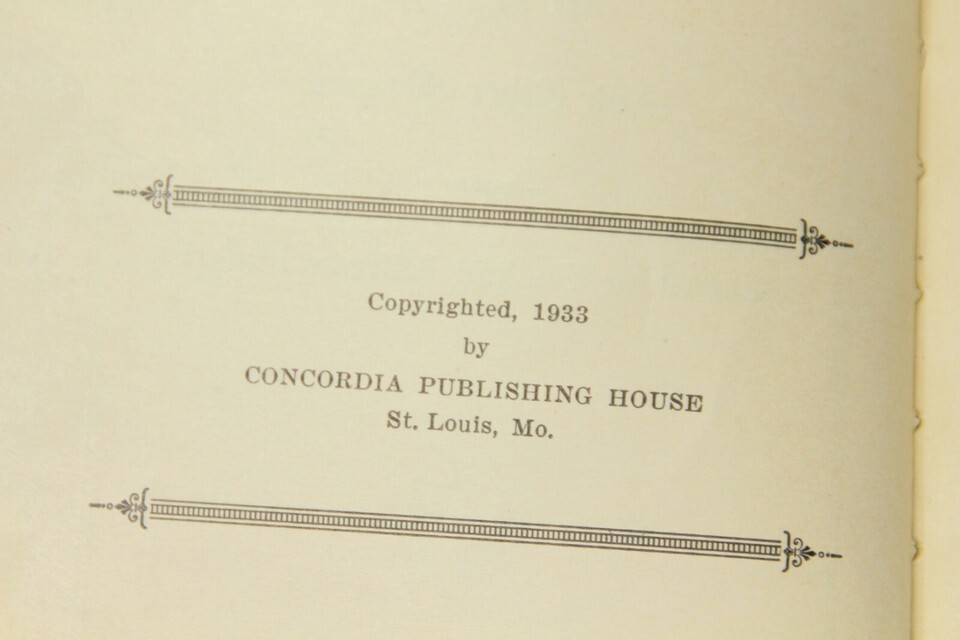 Copyrighted, 1933
by
CONCORDIA PUBLISHING HOUSE
St. Louis, Mo.